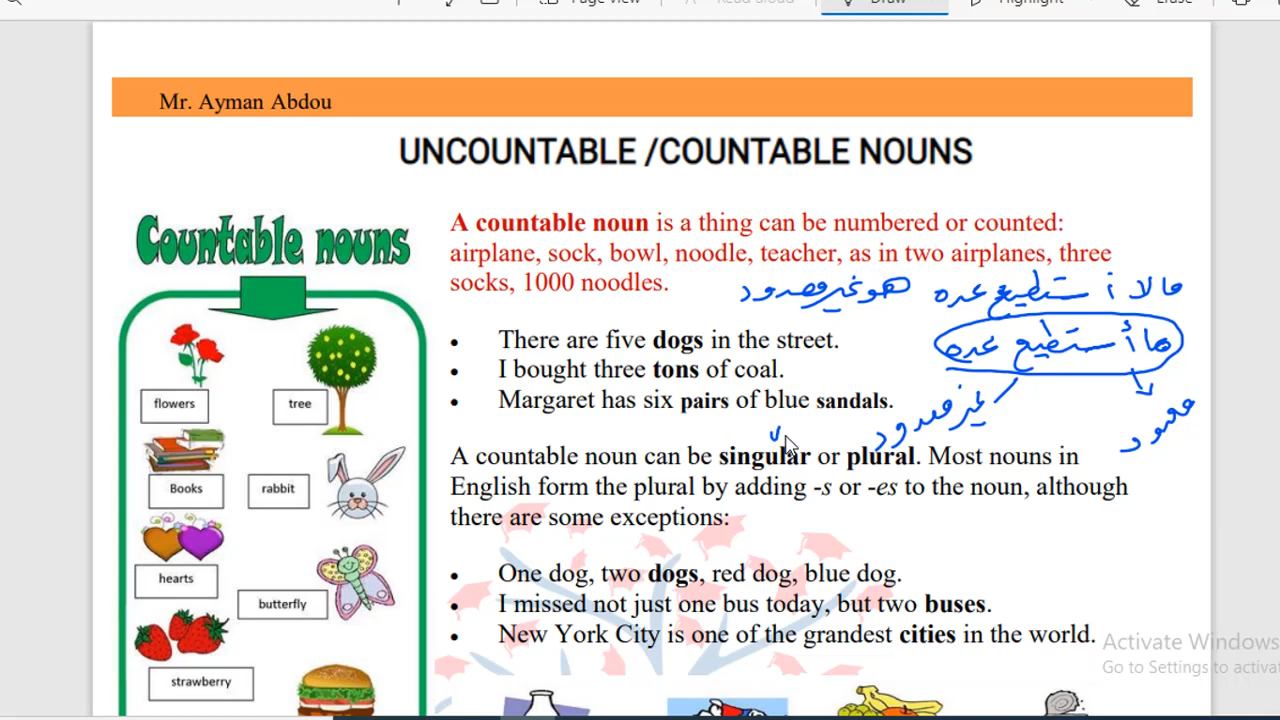 Page view
Read aloud
Draw
Highlight
Erase
Mr. Ayman Abdou
UNCOUNTABLE /COUNTABLE NOUNS
Countable nouns
flowers
tree
Books
rabbit
hearts
butterfly
strawberry
A countable noun is a thing can be numbered or counted:
airplane, sock, bowl, noodle, teacher, as in two airplanes, three
socks, 1000 noodles.
مالا أستطيع عده هو غير معدود
ما أستطيع عده
غير معدود
معدود
• There are five dogs in the street.
• I bought three tons of coal.
• Margaret has six pairs of blue sandals.
A countable noun can be singular or plural. Most nouns in
English form the plural by adding -s or -es to the noun, although
there are some exceptions:
• One dog, two dogs, red dog, blue dog.
• I missed not just one bus today, but two buses.
• New York City is one of the grandest cities in the world.
Activate Windows
Go to Settings to activa